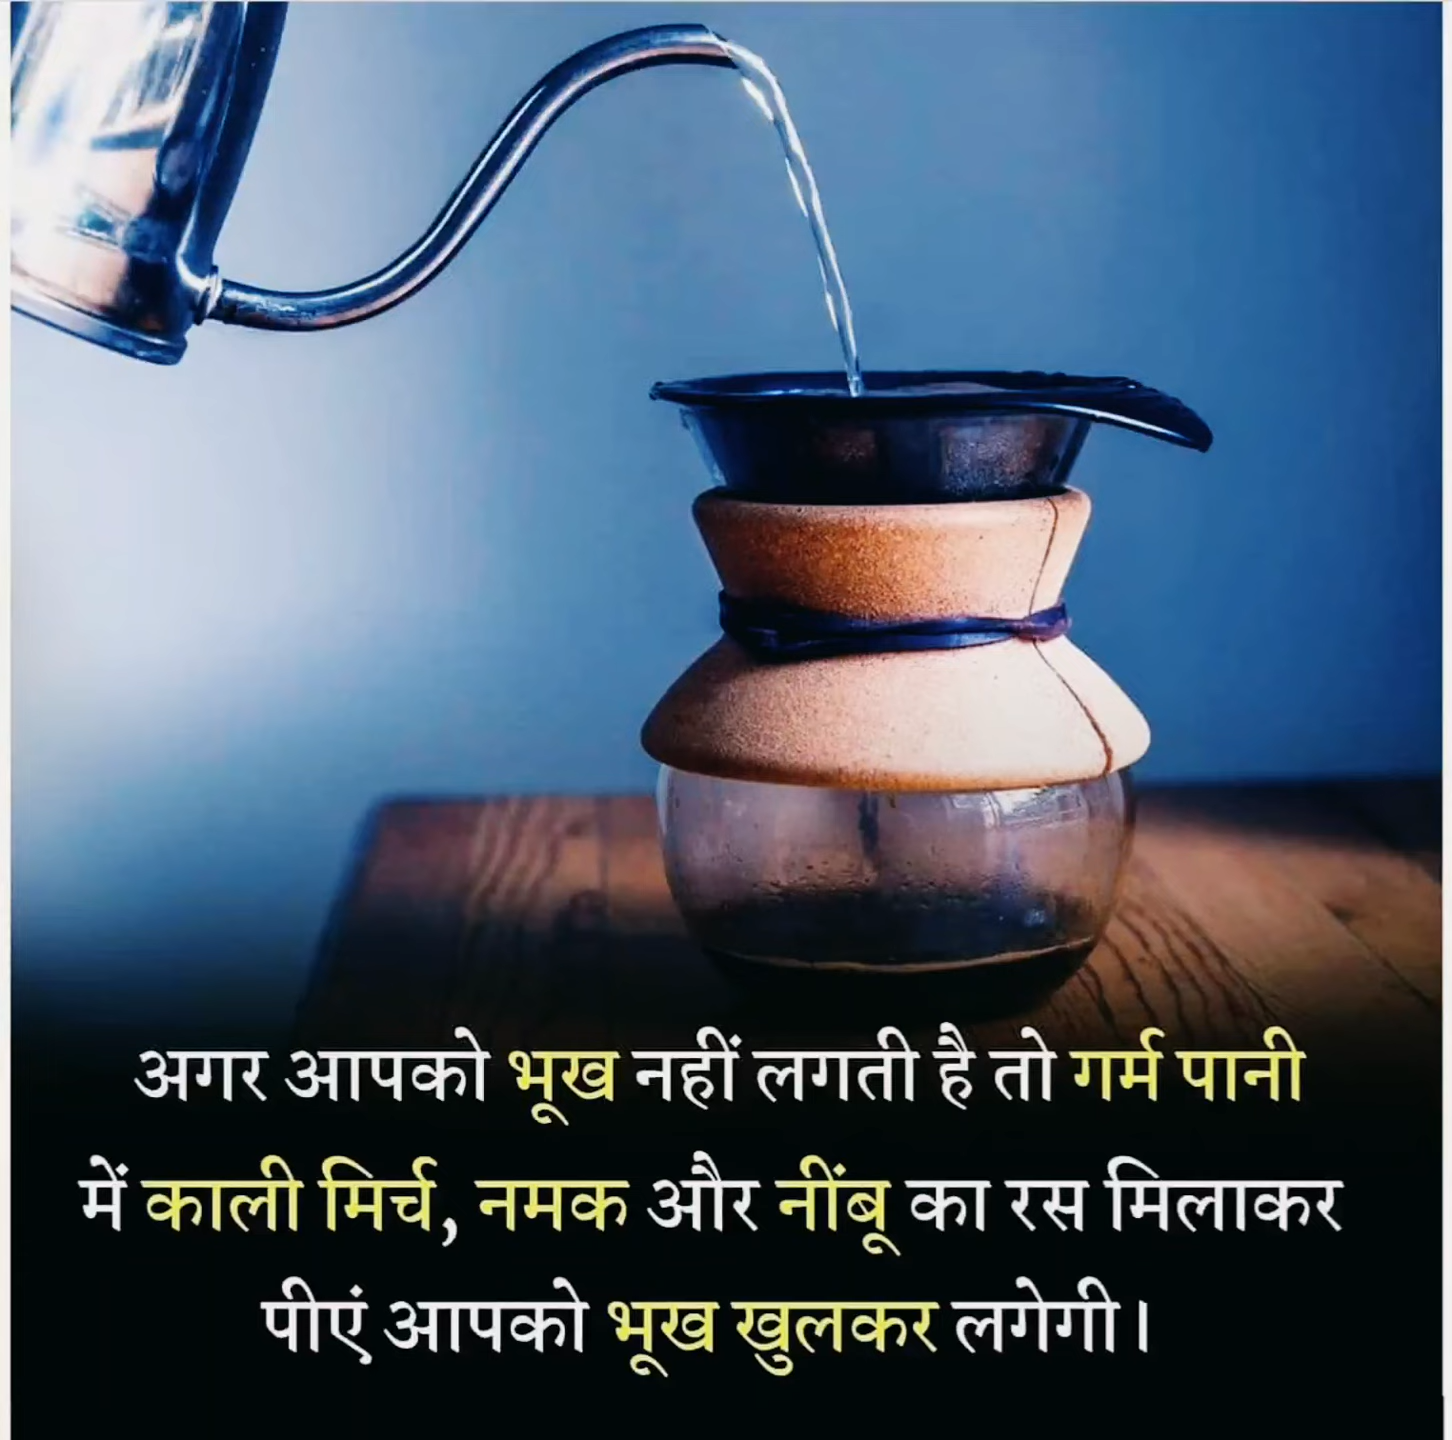 अगर आपको भूख नहीं लगती है तो गर्म पानी
में काली मिर्च, नमक और नींबू का रस मिलाकर
पीएं आपको भूख खुलकर लगेगी।